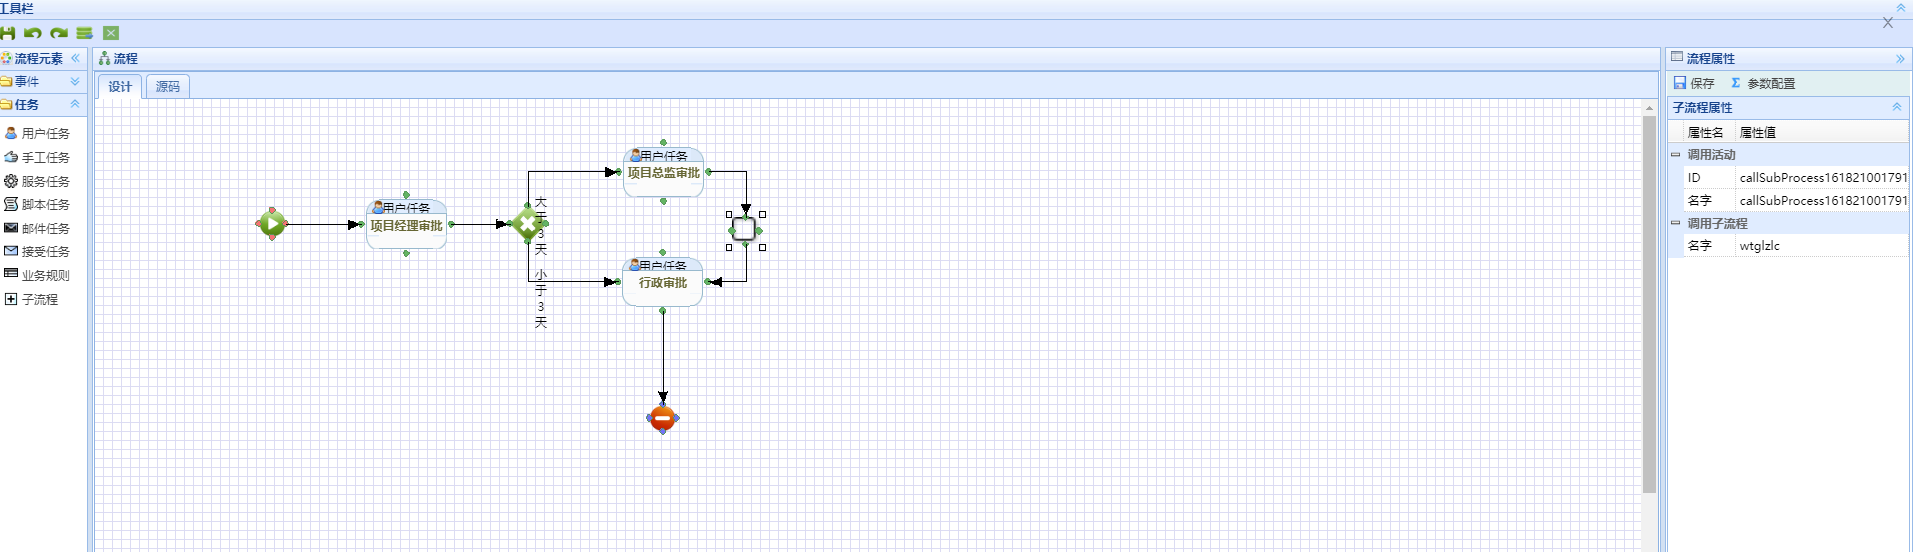 工具栏
流程元素
事件
任务
用户任务
手工任务
服务任务
脚本任务
邮件任务
接受任务
业务规则
子流程
流程
设计
源码
用户任务
项目经理审批
大于3天
小于3天
用户任务
项目总监审批
用户任务
行政审批
流程属性
保存
Σ 参数配置
子流程属性
属性名 属性值
调用活动
ID callSubProcess161821001791
名字 callSubProcess161821001791
调用子流程
名字 wtglzlc